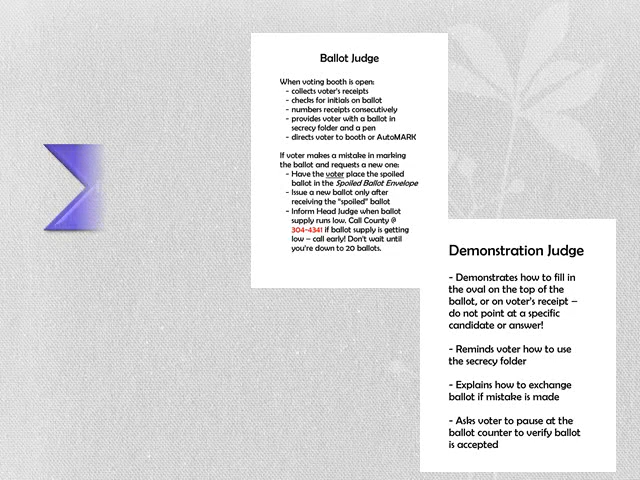 Ballot Judge
When voting booth is open:
- collects voter's receipts
- checks for initials on ballot
- numbers receipts consecutively
- provides voter with a ballot in
secrecy folder and a pen
- directs voter to booth or AutoMARK
If voter makes a mistake in marking
the ballot and requests a new one:
- Have the voter place the spoiled
ballot in the Spoiled Ballot Envelope
- Issue a new ballot only after
receiving the "spoiled" ballot
- Inform Head Judge when ballot
supply runs low. Call County @
304-4341 if ballot supply is getting
low – call early! Don't wait until
you're down to 20 ballots.
Demonstration Judge
- Demonstrates how to fill in
the oval on the top of the
ballot, or on voter's receipt –
do not point at a specific
candidate or answer!
- Reminds voter how to use
the secrecy folder
- Explains how to exchange
ballot if mistake is made
- Asks voter to pause at the
ballot counter to verify ballot
is accepted